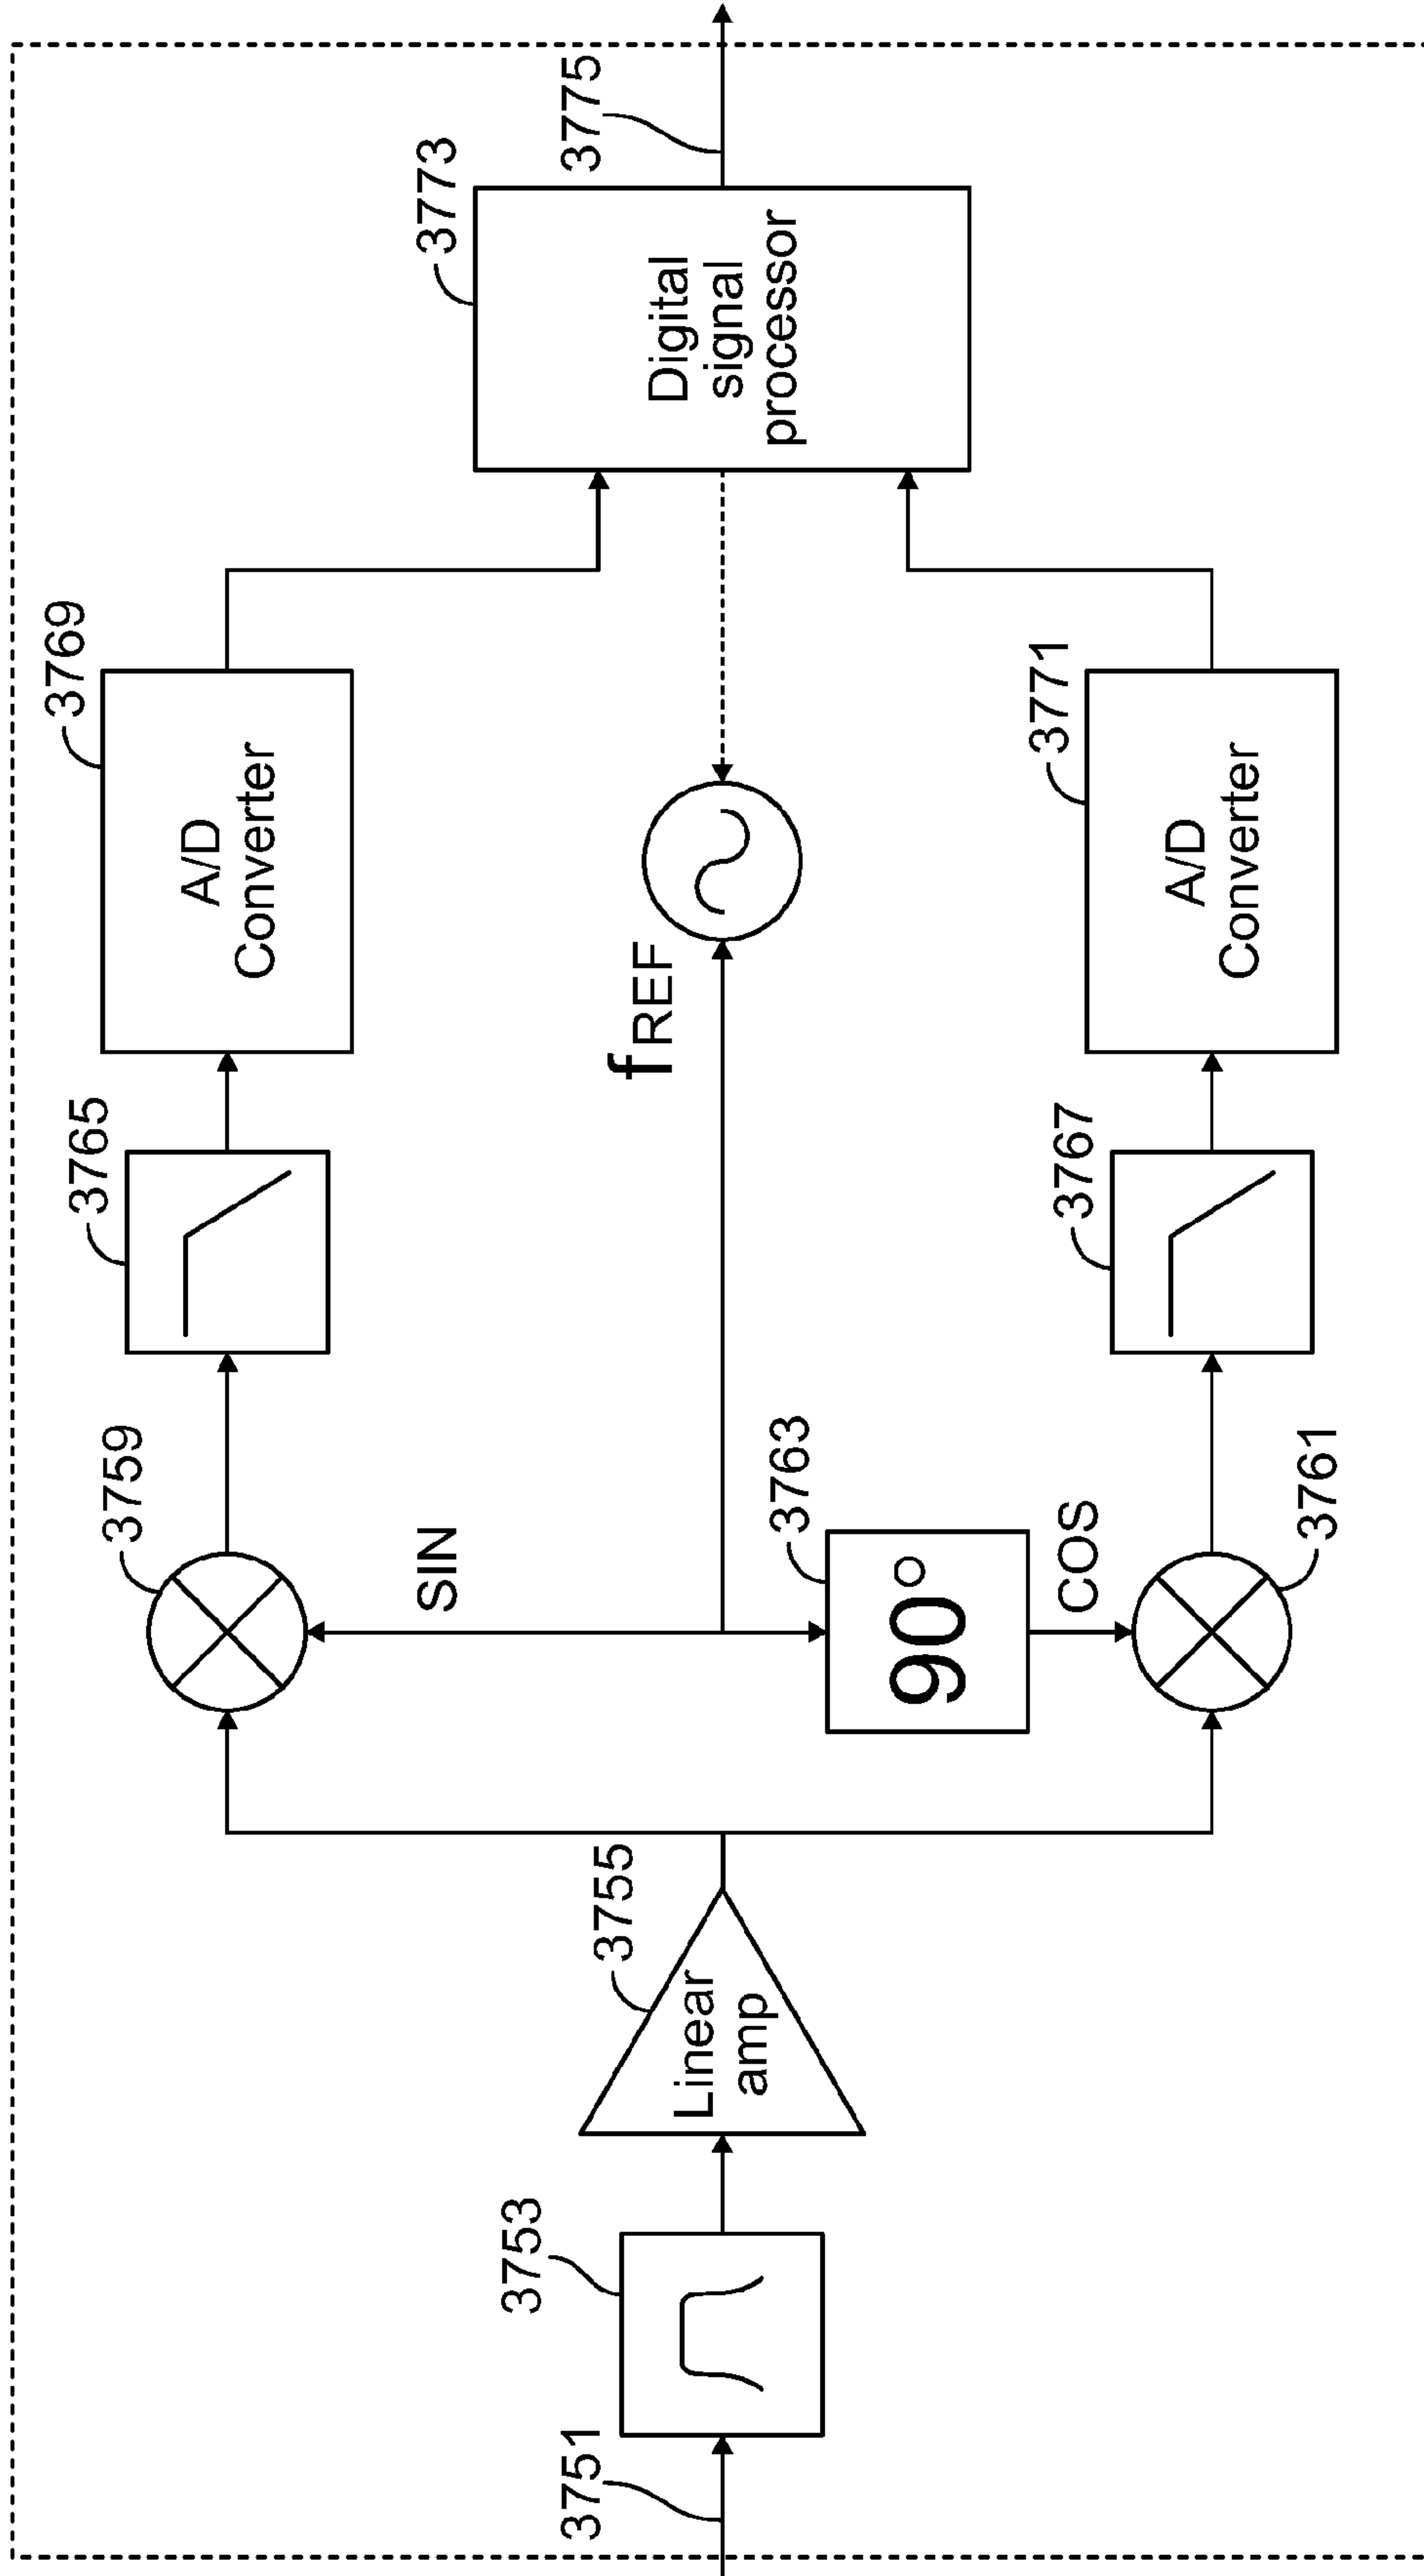 3751
3753
Linear
amp
3755
3759
SIN
3763
90°
COS
3761
3765
3767
fREF
3769
A/D
Converter
3771
A/D
Converter
3773
Digital
signal
processor
3775